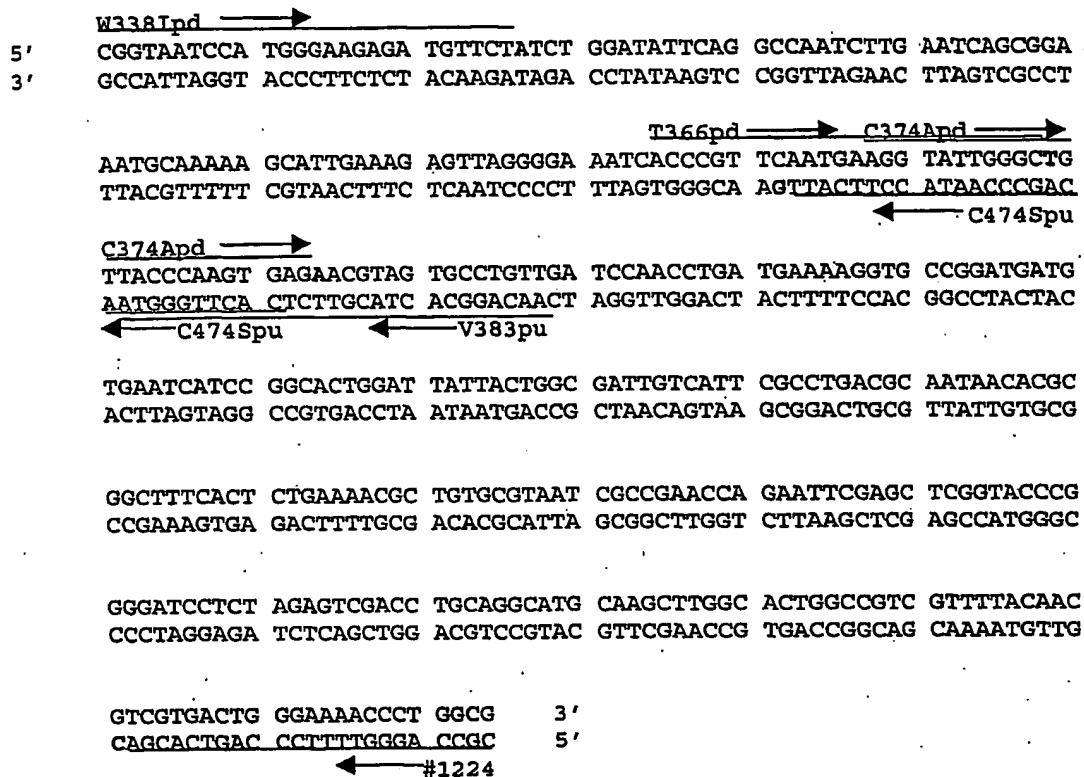 W338Ipd
5' CGGTAATCCA TGGGAAGAGA TGTTCTATCT GGATATTCAG GCCAATCTTG AATCAGCGGA
3' GCCATTAGGT ACCCTTCTCT ACAAGATAGA CCTATAAGTC CGGTTAGAAC TTAGTCGCCT
T366pd C374Apd
AATGCAAAAA GCATTGAAAG AGTTAGGGGA AATCACCCGT TCAATGAAGG TATTGGGCTG
TTACGTTTTT CGTAACTTTC TCAATCCCCT TTAGTGGGCA AGTTACTTCC ATAACCCGAC
C474Spu
C374Apd
TTACCCAAGT GAGAACGTAG TGCCTGTTGA TCCAACCTGA TGAAAAGGTG CCGGATGATG
AATGGGTTCA CTCTTGCATC ACGGACAACT AGGTTGGACT ACTTTTCCAC GGCCTACTAC
C474Spu V383pu
TGAATCATCC GGCACTGGAT TATTACTGGC GATTGTCATT CGCCTGACGC AATAACACGC
ACTTAGTAGG CCGTGACCTA ATAATGACCG CTAACAGTAA GCGGACTGCG TTATTGTGCG
GGCTTTCACT CTGAAAACGC TGTGCGTAAT CGCCGAACCA GAATTCGAGC TCGGTACCCG
CCGAAAGTGA GACTTTTGCG ACACGCATTA GCGGCTTGGT CTTAAGCTCG AGCCATGGGC
GGGATCCTCT AGAGTCGACC TGCAGGCATG CAAGCTTGGC ACTGGCCGTC GTTTTACAAC
CCCTAGGAGA TCTCAGCTGG ACGTCCGTAC GTTCGAACCG TGACCGGCAG CAAAATGTTG
GTCGTGACTG GGAAAACCCT GGCG 3'
CAGCACTGAC CCTTTTGGGA CCGC 5'
#1224